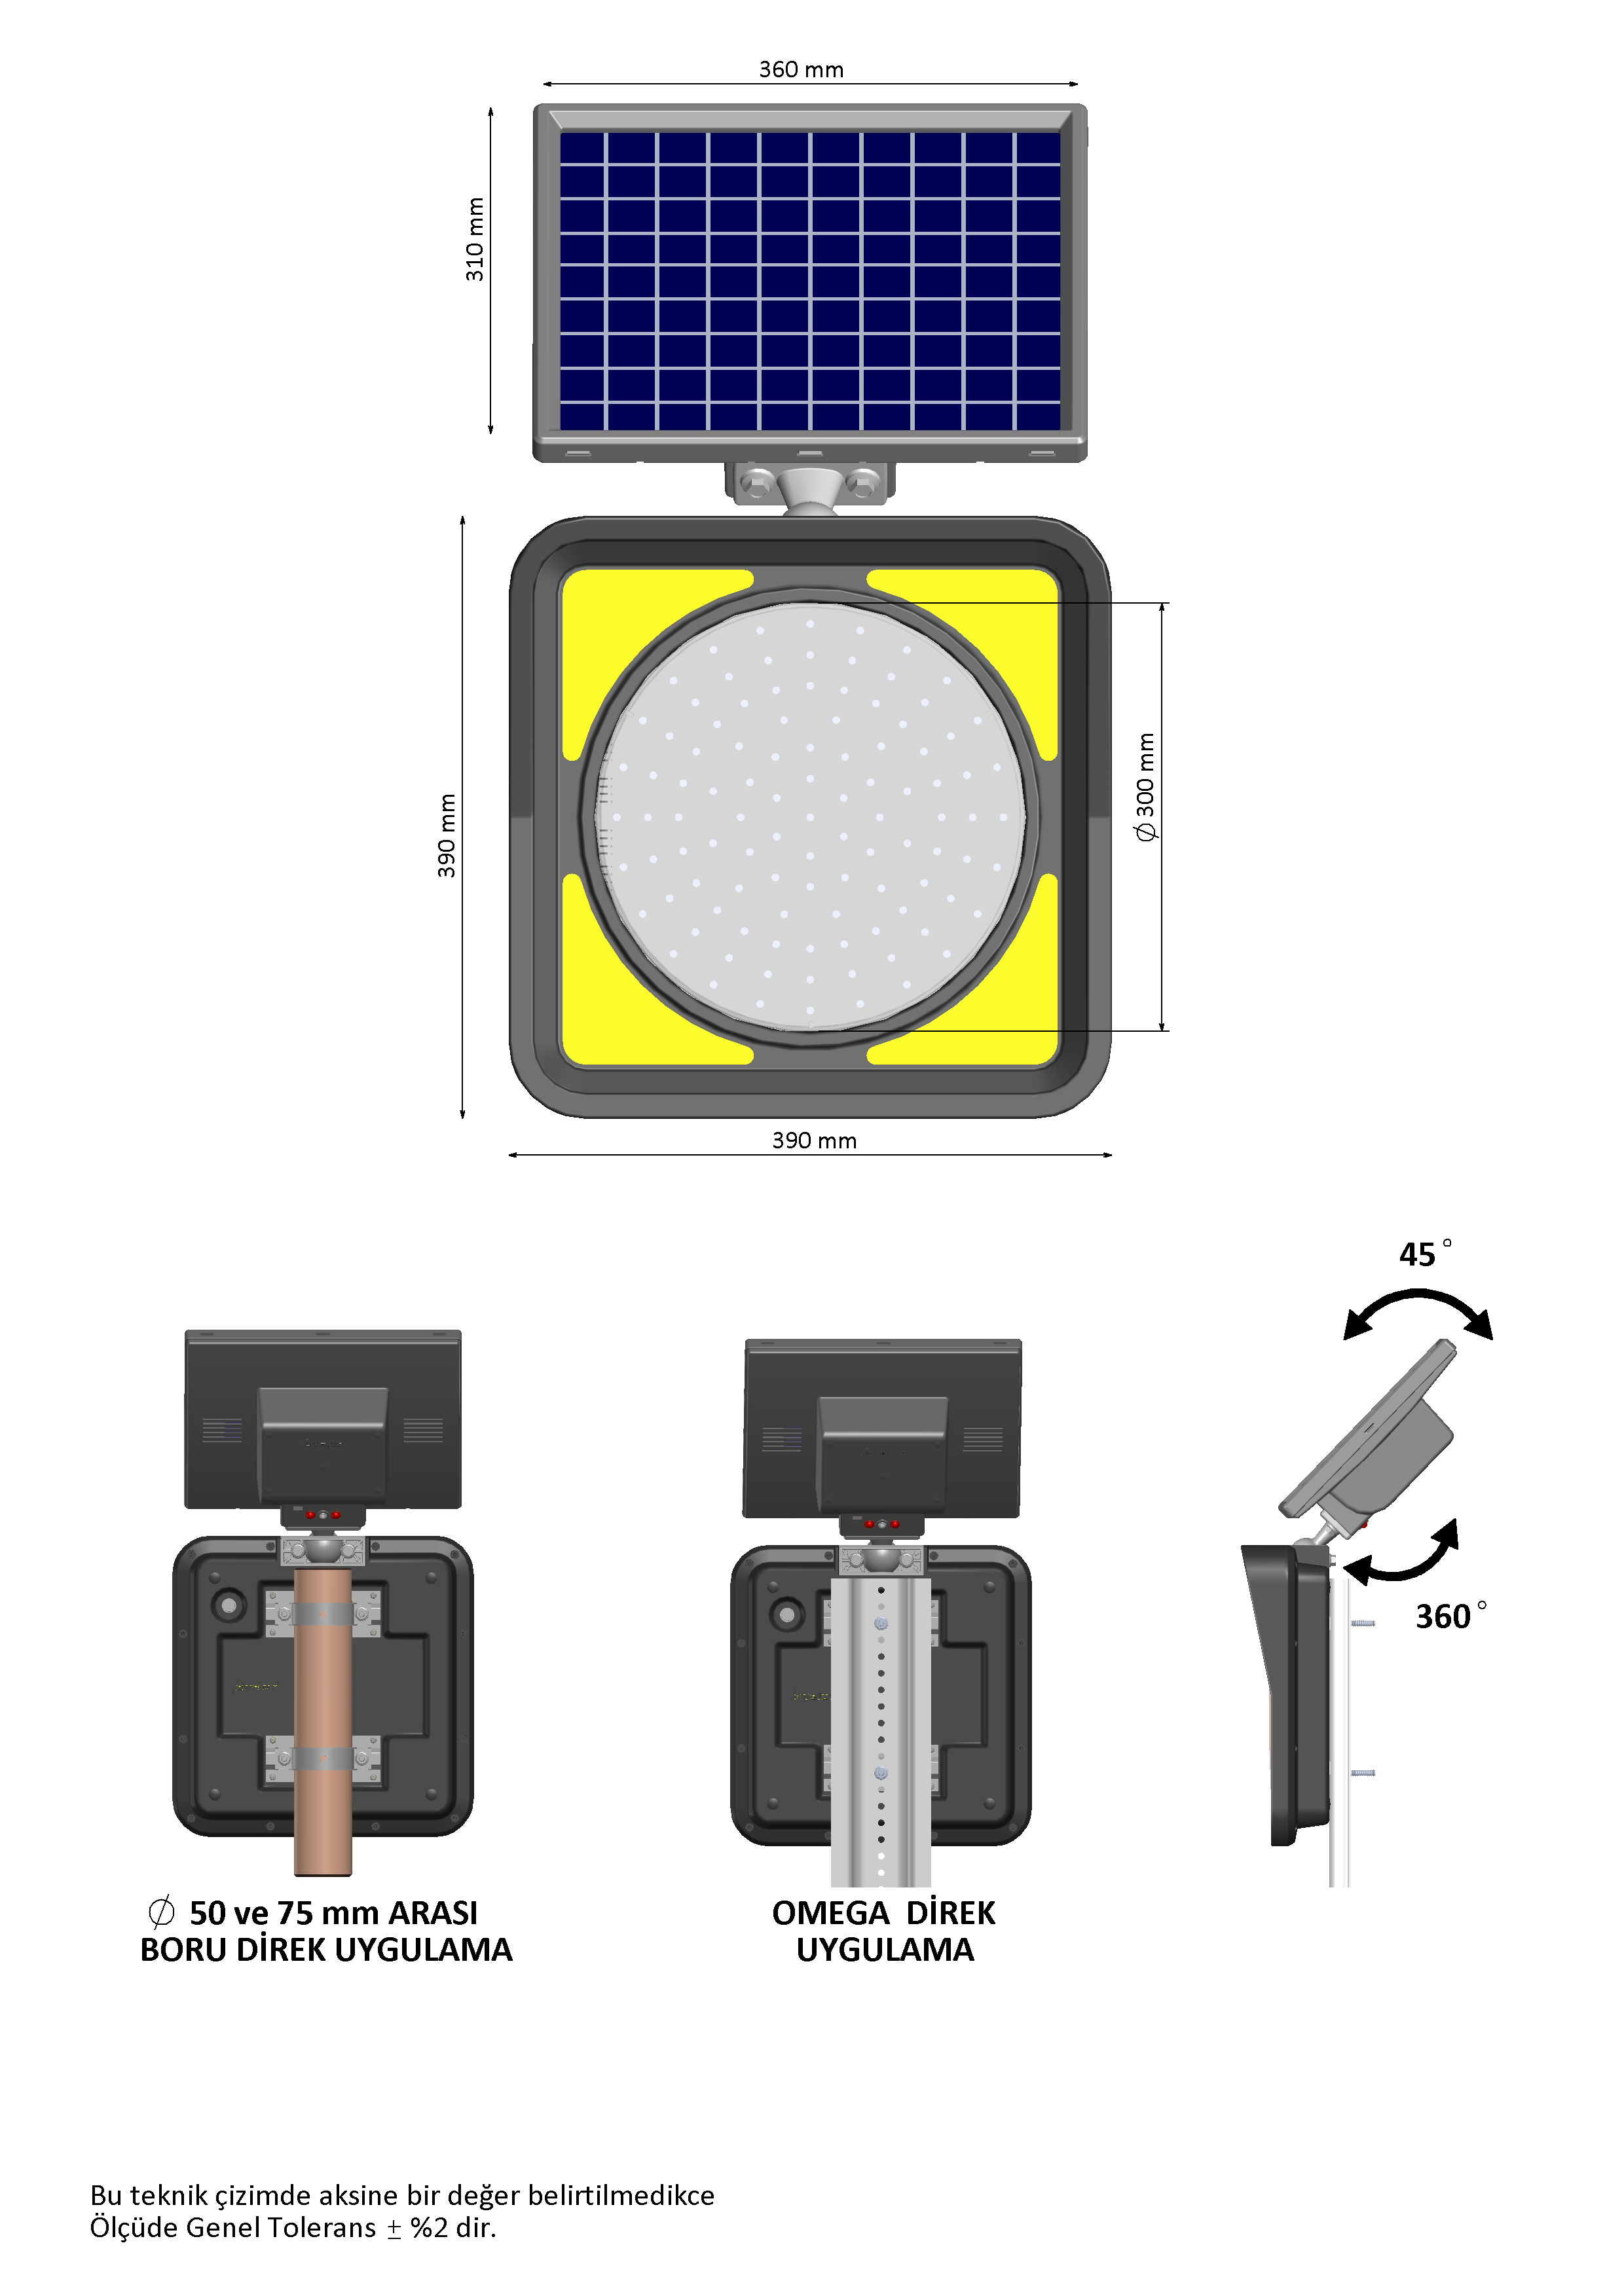 360 mm
310 mm
390 mm
∅ 300 mm
390 mm
45°
360°
∅ 50 ve 75 mm ARASI
BORU DİREK UYGULAMA
OMEGA DİREK
UYGULAMA
Bu teknik çizimde aksine bir değer belirtilmedikce
Ölçüde Genel Tolerans ± %2 dir.